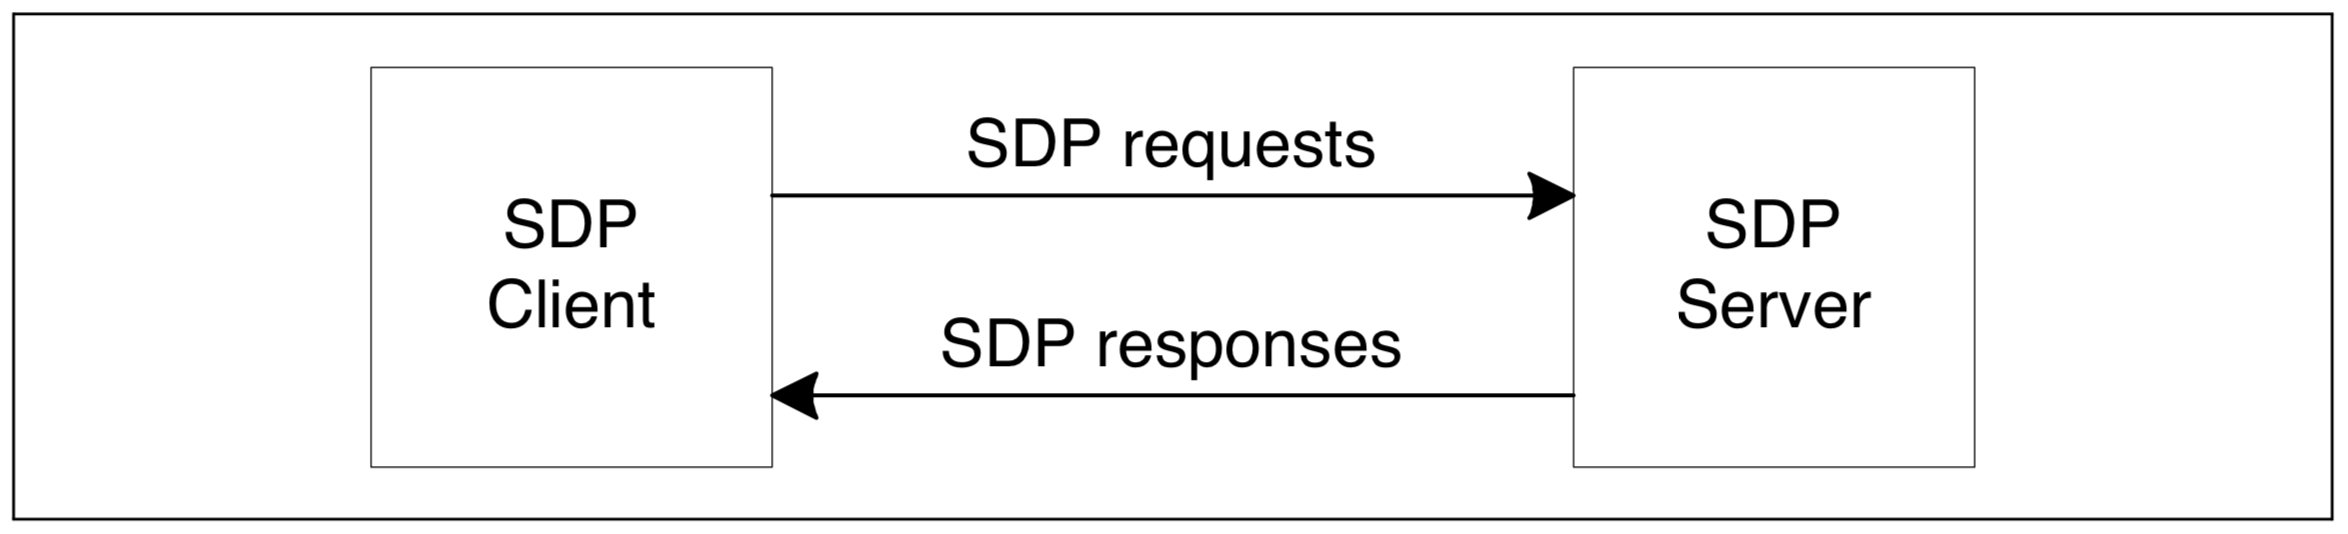 SDP
Client
SDP requests
SDP responses
SDP
Server